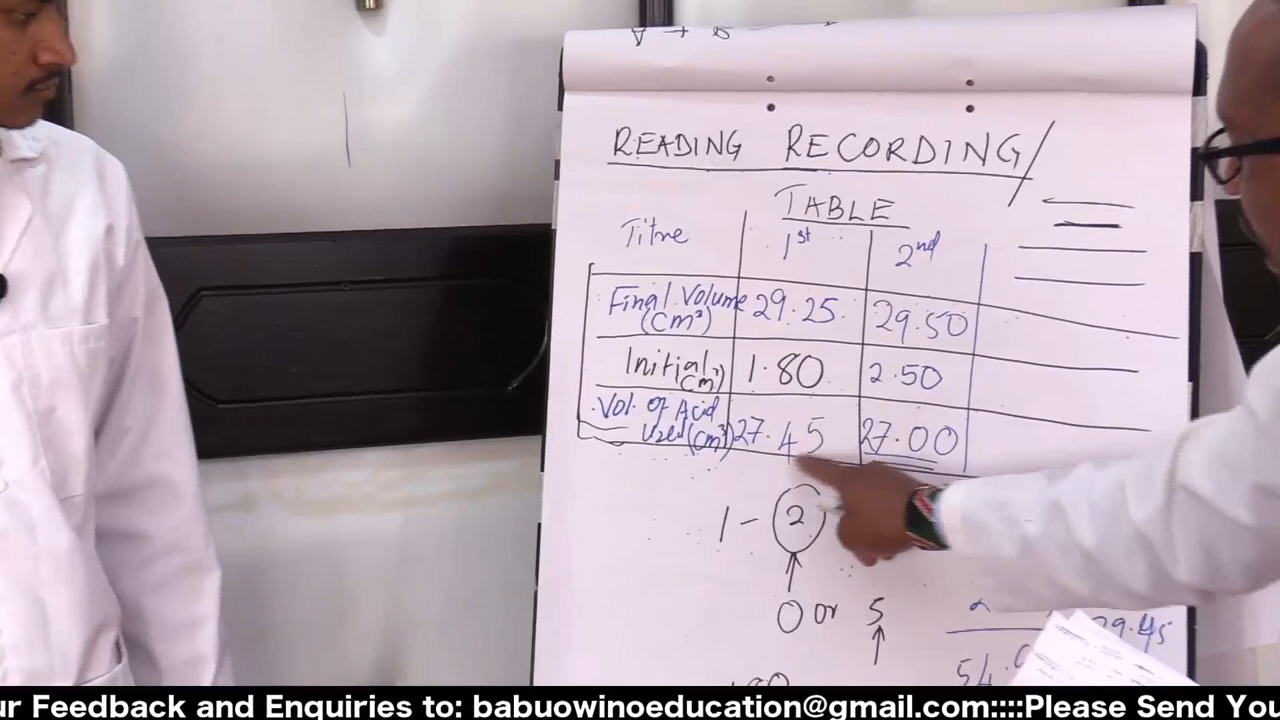 READING RECORDING/
TABLE
Titre 1st 2nd
Final Volume (Cm³) 29.25 29.50
Initial (Cm³) 1.80 2.50
Vol. Of Acid Used (Cm³) 27.45 27.00
1 - 2
0 or 5
29.45
ur Feedback and Enquiries to: babuowinoeducation@gmail.com::::Please Send You